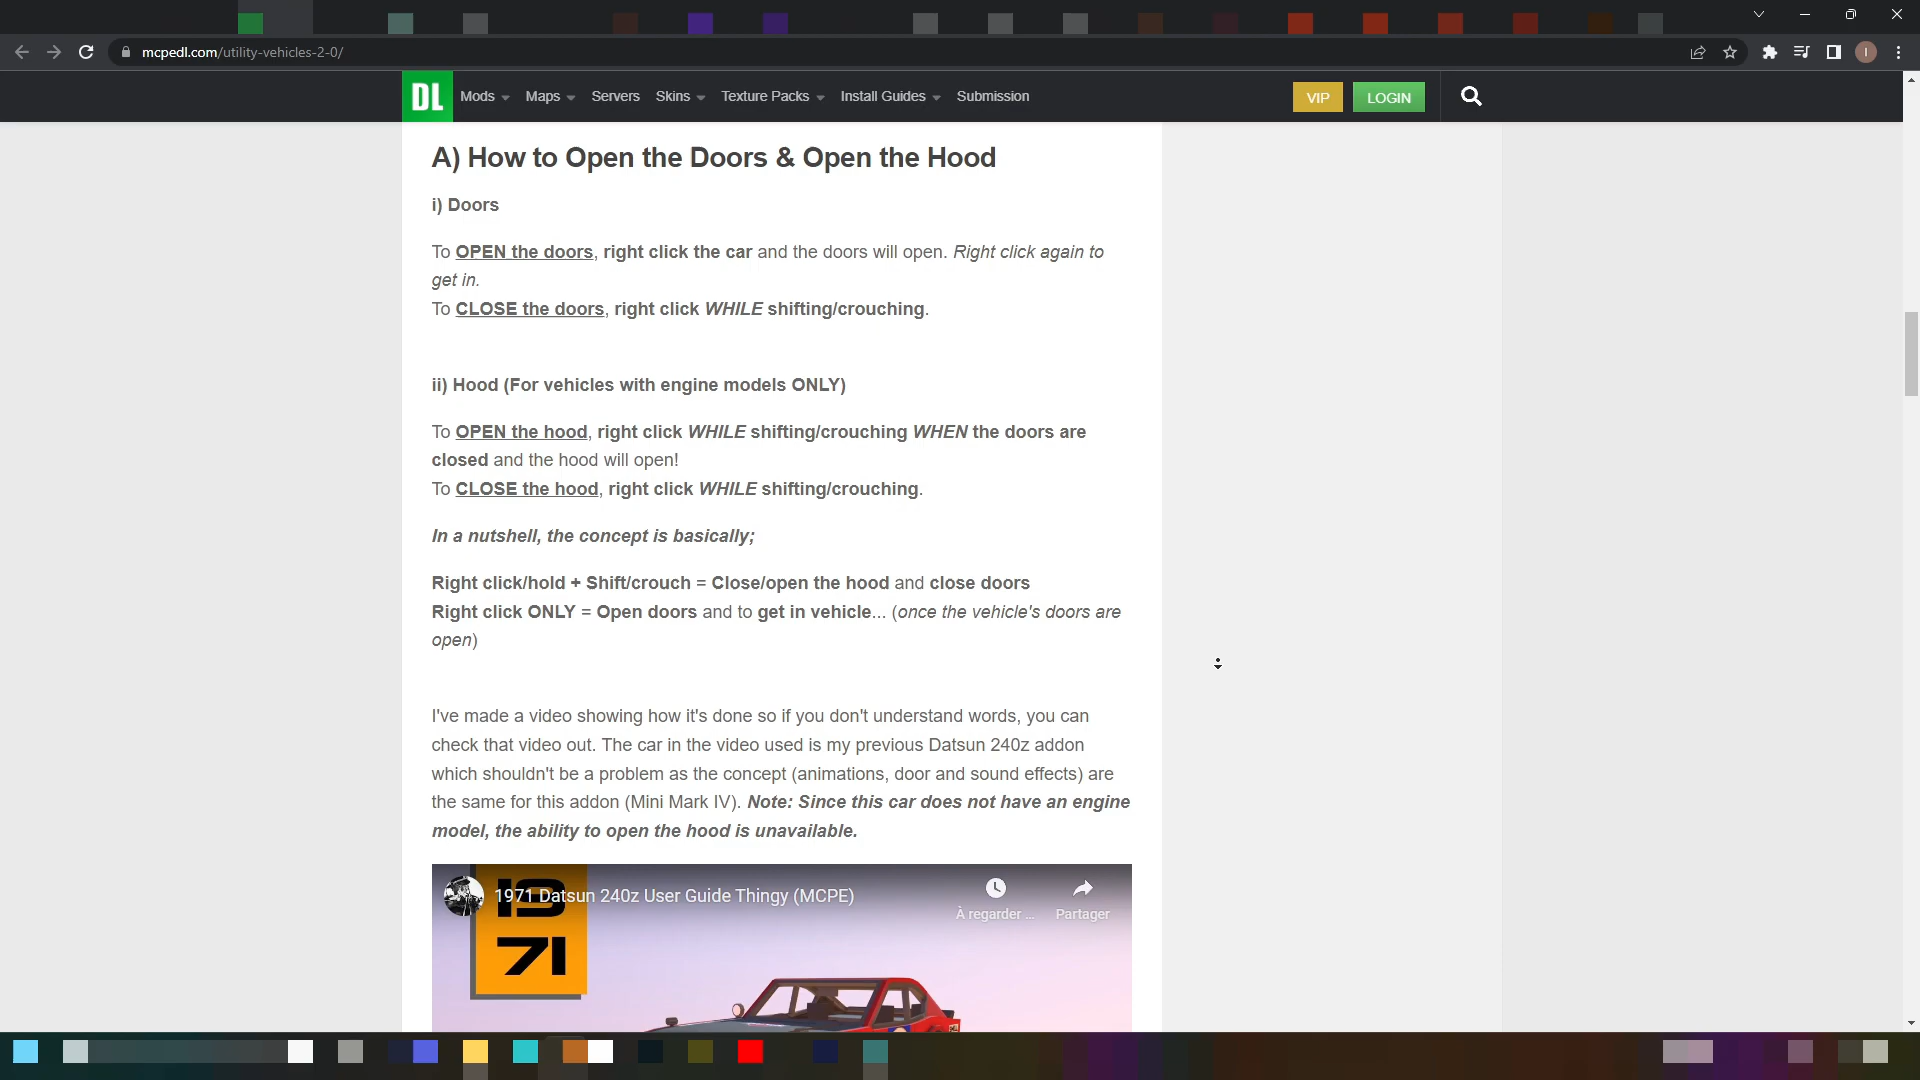 mcpedl.com/utility-vehicles-2-0/
I
DL Mods Maps Servers Skins Texture Packs Install Guides Submission VIP LOGIN
A) How to Open the Doors & Open the Hood
i) Doors
To OPEN the doors, right click the car and the doors will open. Right click again to
get in.
To CLOSE the doors, right click WHILE shifting/crouching.
ii) Hood (For vehicles with engine models ONLY)
To OPEN the hood, right click WHILE shifting/crouching WHEN the doors are
closed and the hood will open!
To CLOSE the hood, right click WHILE shifting/crouching.
In a nutshell, the concept is basically;
Right click/hold + Shift/crouch = Close/open the hood and close doors
Right click ONLY = Open doors and to get in vehicle... (once the vehicle's doors are
open)
I've made a video showing how it's done so if you don't understand words, you can
check that video out. The car in the video used is my previous Datsun 240z addon
which shouldn't be a problem as the concept (animations, door and sound effects) are
the same for this addon (Mini Mark IV). Note: Since this car does not have an engine
model, the ability to open the hood is unavailable.
1971 Datsun 240z User Guide Thingy (MCPE)
À regarder ... Partager
19
71